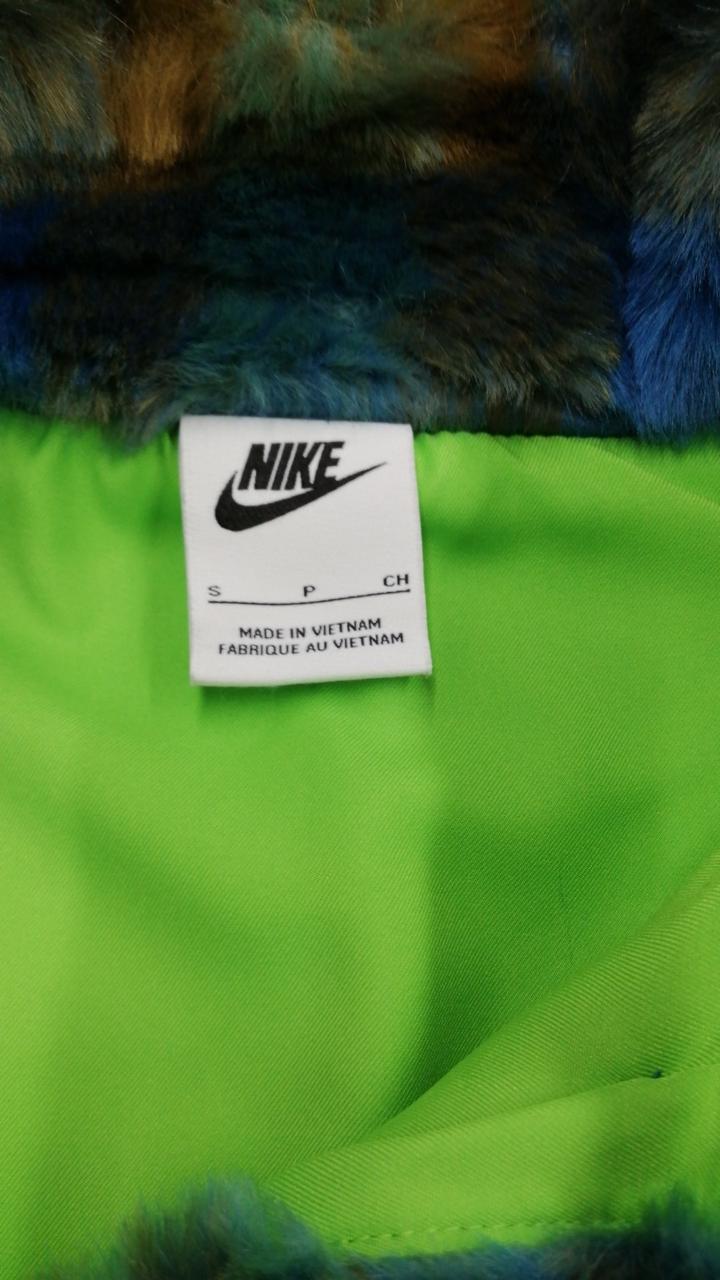 NIKE
S P CH
MADE IN VIETNAM
FABRIQUE AU VIETNAM